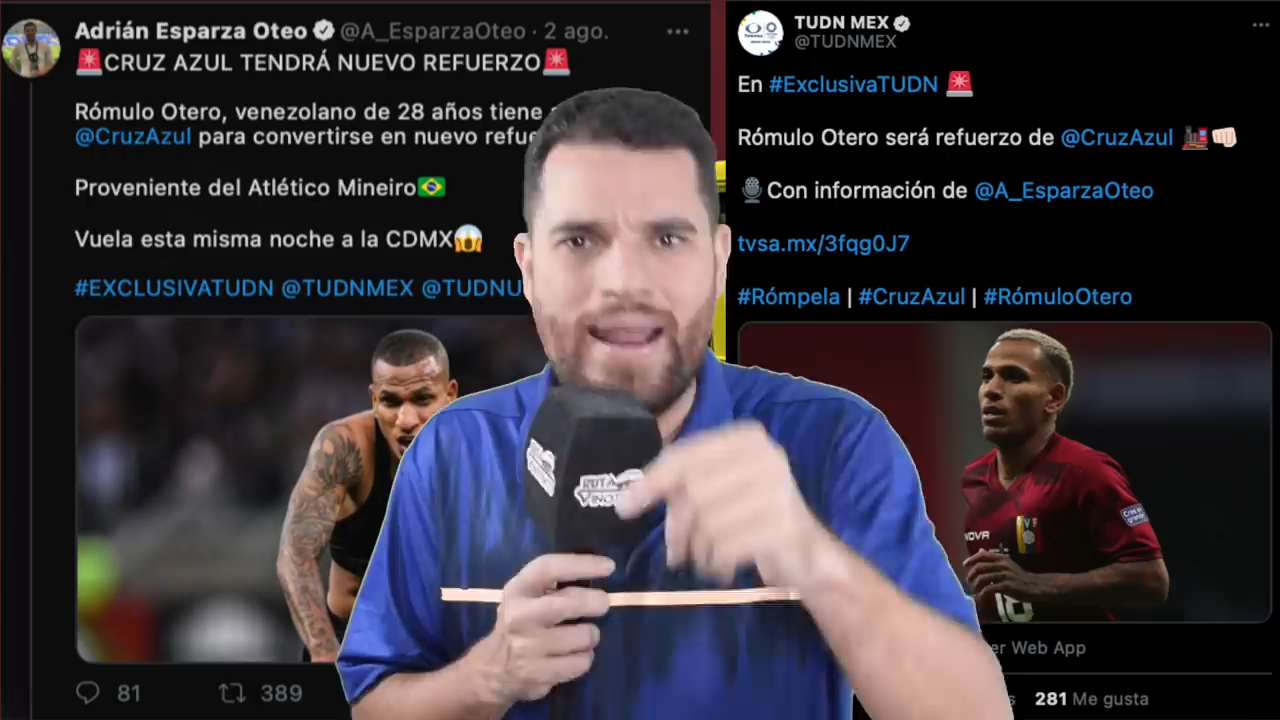 Adrián Esparza Oteo @A_EsparzaOteo · 2 ago.
🚨CRUZ AZUL TENDRÁ NUEVO REFUERZO🚨
Rómulo Otero, venezolano de 28 años tiene
@CruzAzul para convertirse en nuevo
Proveniente del Atlético Mineiro🇧🇷
Vuela esta misma noche a la CDMX😱
#EXCLUSIVATUDN @TUDNMEX
81 389
TUDN MEX
@TUDNMEX
En #ExclusivaTUDN 🚨
Rómulo Otero será refuerzo de @CruzAzul 🚂👊🏻
🎙Con información de @A_EsparzaOteo
tvsa.mx/3fqg0J7
#Rómpela | #CruzAzul | #RómuloOtero
Web App
281 Me gusta